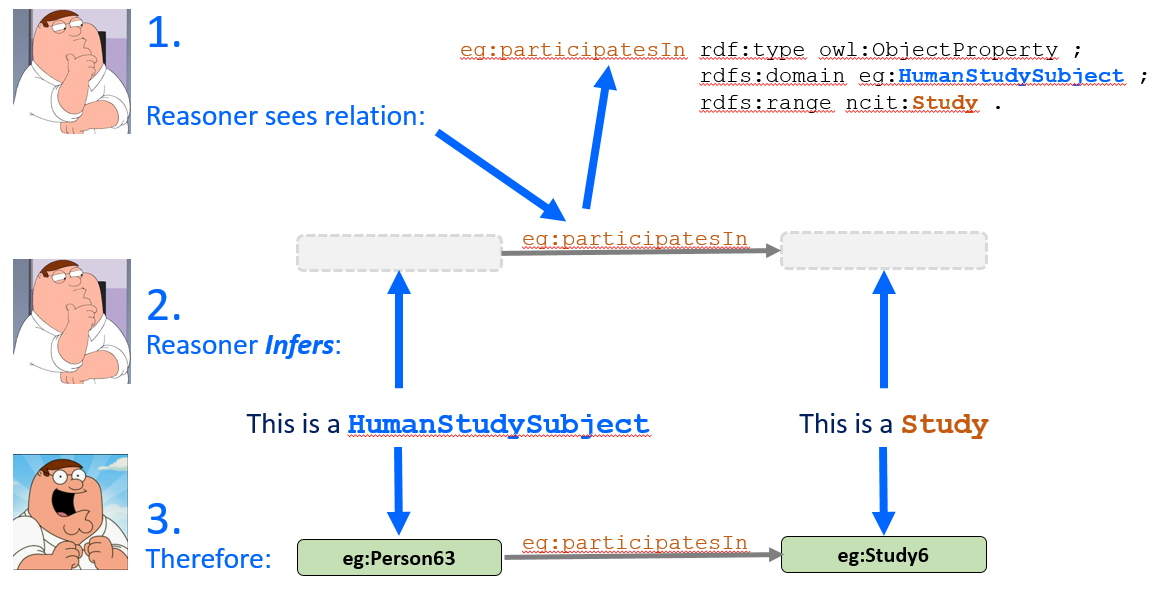 1.
eg:participatesIn rdf:type owl:ObjectProperty ;
rdfs:domain eg:HumanStudySubject ;
rdfs:range ncit:Study .
Reasoner sees relation:
eg:participatesIn
2.
Reasoner Infers:
This is a HumanStudySubject
This is a Study
3.
Therefore:
eg:Person63
eg:participatesIn
eg:Study6